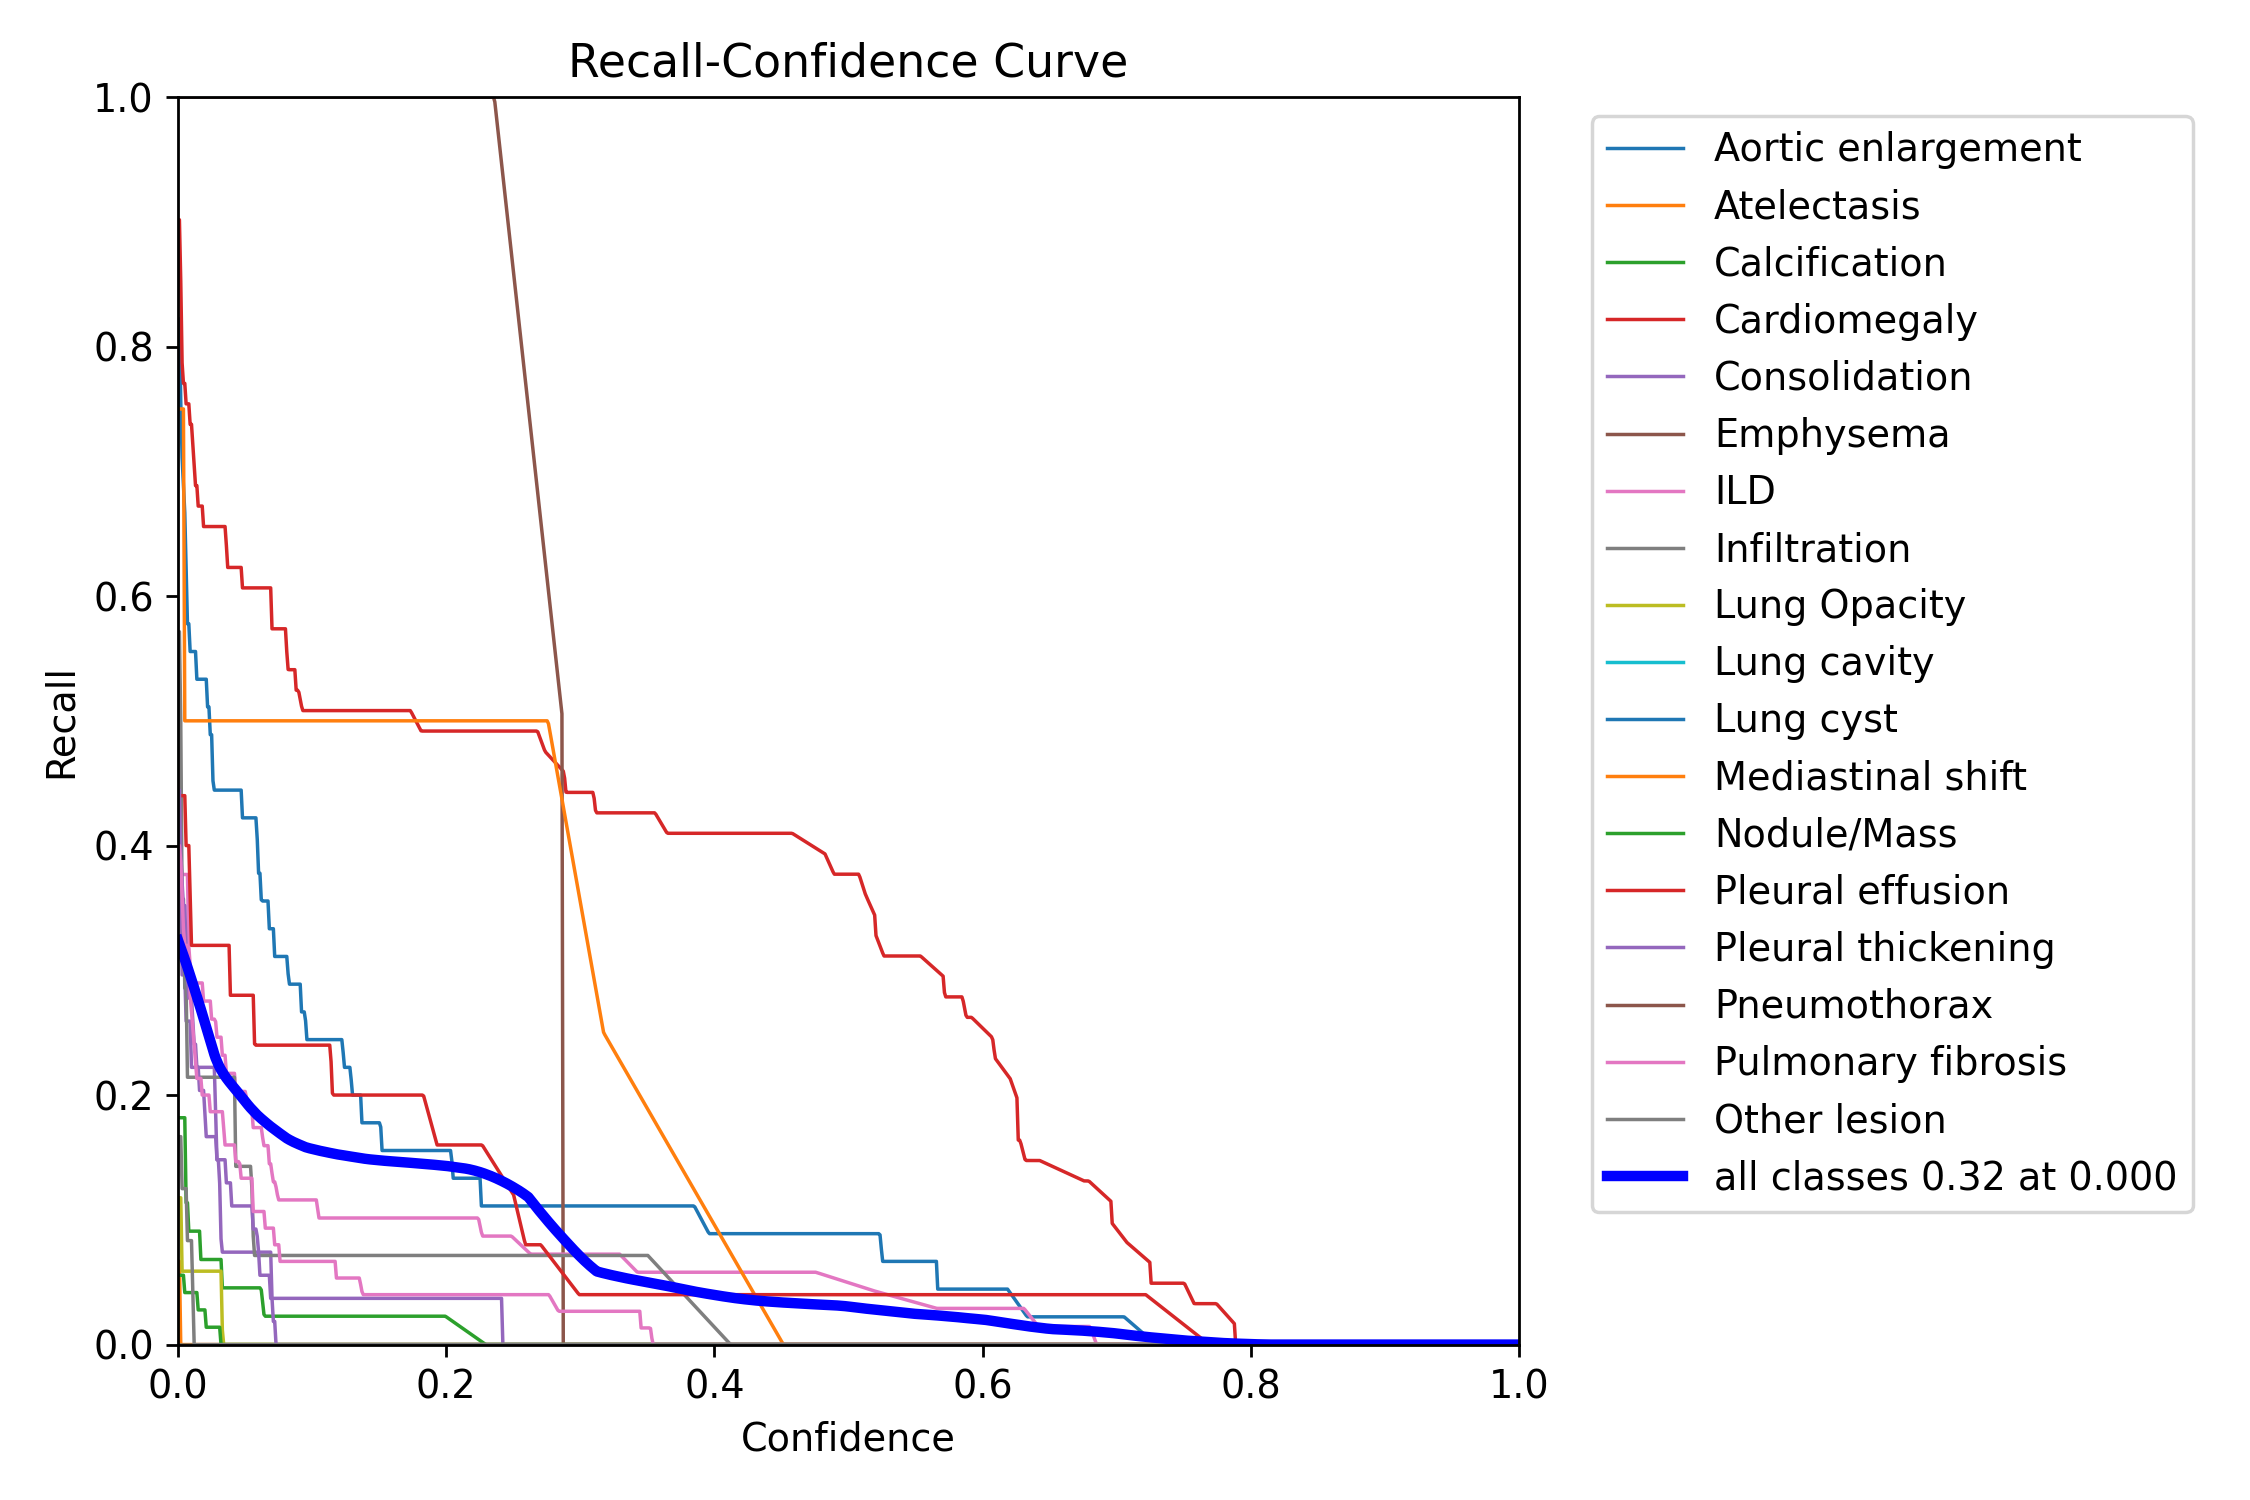 Recall-Confidence Curve
1.0
0.8
0.6
0.4
0.2
0.0
Recall
0.0 0.2 0.4 0.6 0.8 1.0
Confidence
Aortic enlargement
Atelectasis
Calcification
Cardiomegaly
Consolidation
Emphysema
ILD
Infiltration
Lung Opacity
Lung cavity
Lung cyst
Mediastinal shift
Nodule/Mass
Pleural effusion
Pleural thickening
Pneumothorax
Pulmonary fibrosis
Other lesion
all classes 0.32 at 0.000